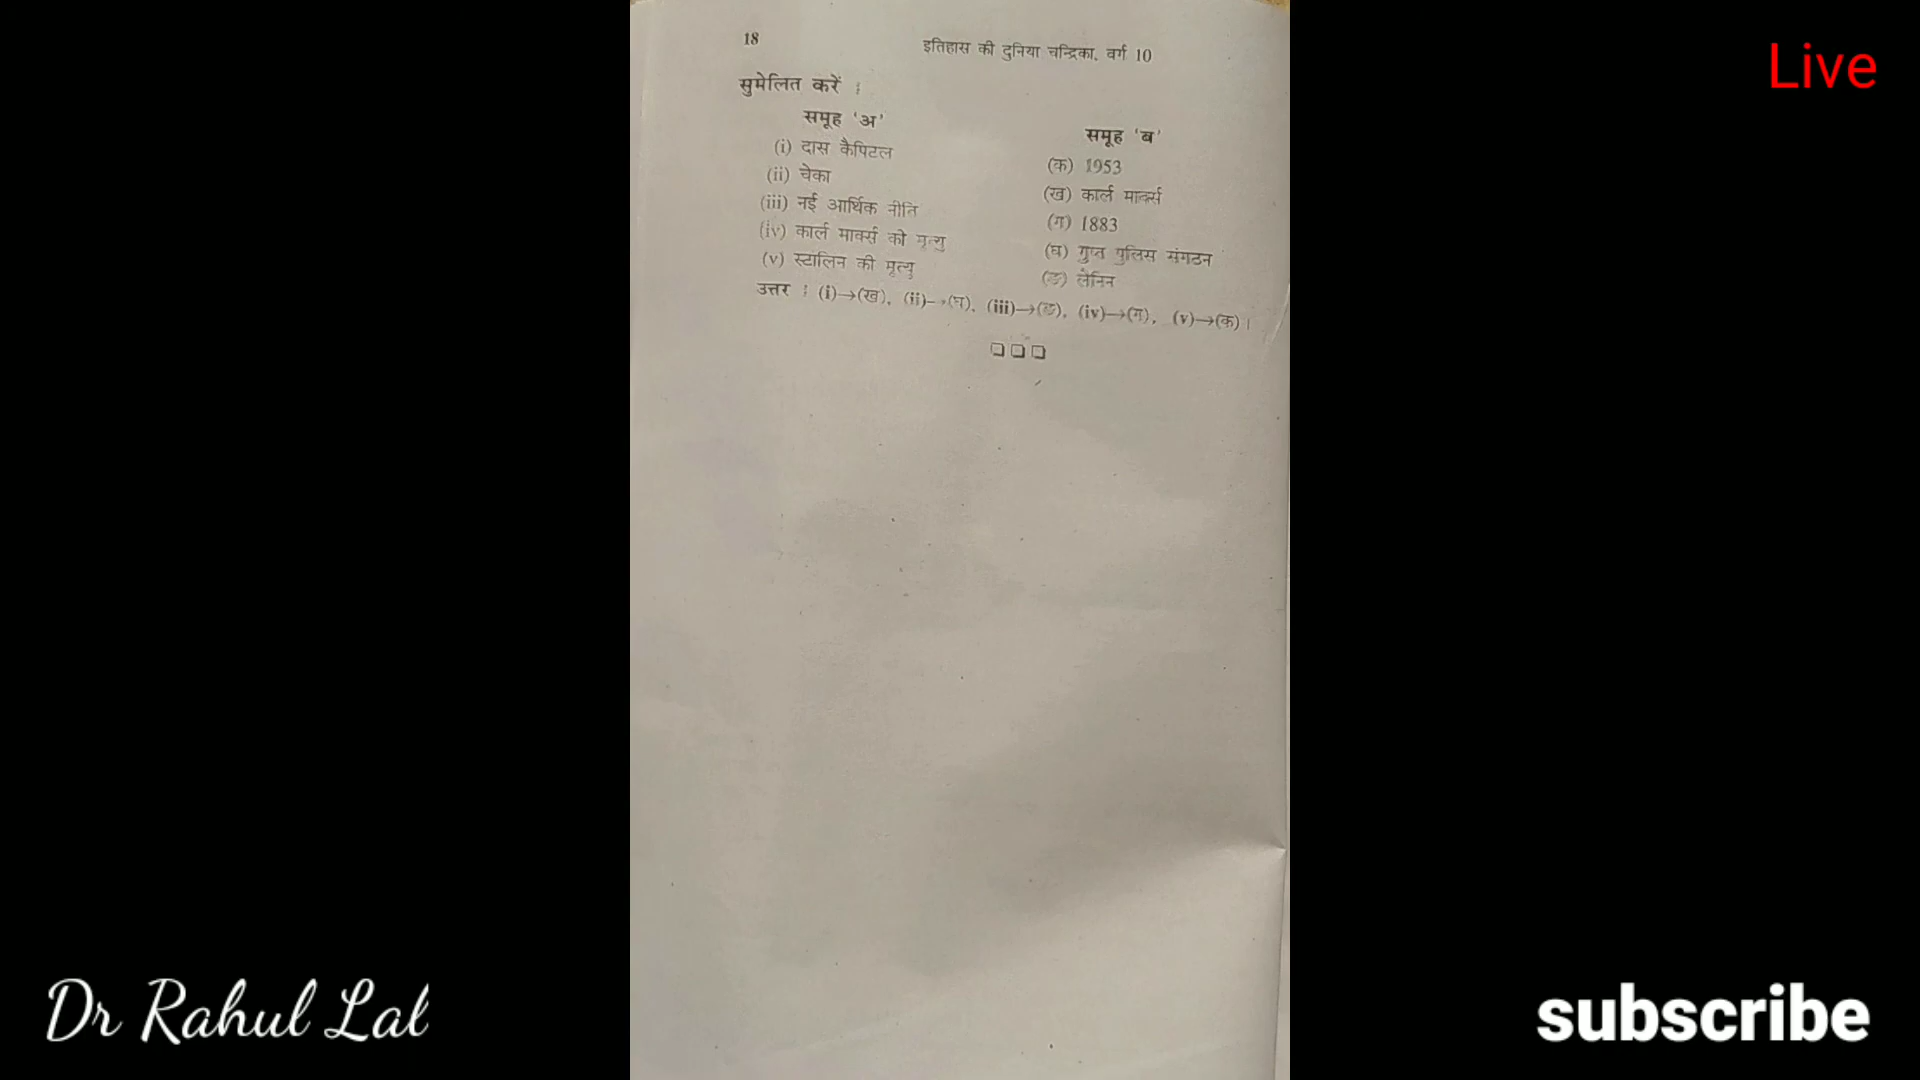 18 इतिहास की दुनिया चन्द्रिका, वर्ग 10
Live
सुमेलित करें :
समूह 'अ' समूह 'ब'
(i) दास कैपिटल (क) 1953
(ii) चेका (ख) कार्ल मार्क्स
(iii) नई आर्थिक नीति (ग) 1883
(iv) कार्ल मार्क्स की मृत्यु (घ) गुप्त पुलिस संगठन
(v) स्टालिन की मृत्यु (ङ) लेनिन
उत्तर : (i)→(ख), (ii)→(घ), (iii)→(ङ), (iv)→(ग), (v)→(क)।
Dr Rahul Lal
subscribe